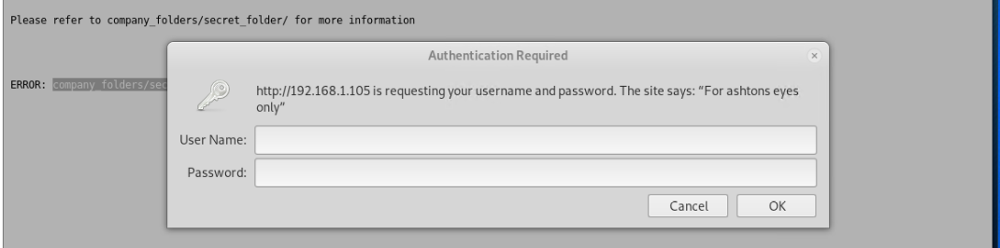 Please refer to company_folders/secret_folder/ for more information
Authentication Required
ERROR: company_folders/sec
http://192.168.1.105 is requesting your username and password. The site says: “For ashtons eyes
only”
User Name:
Password:
Cancel
OK